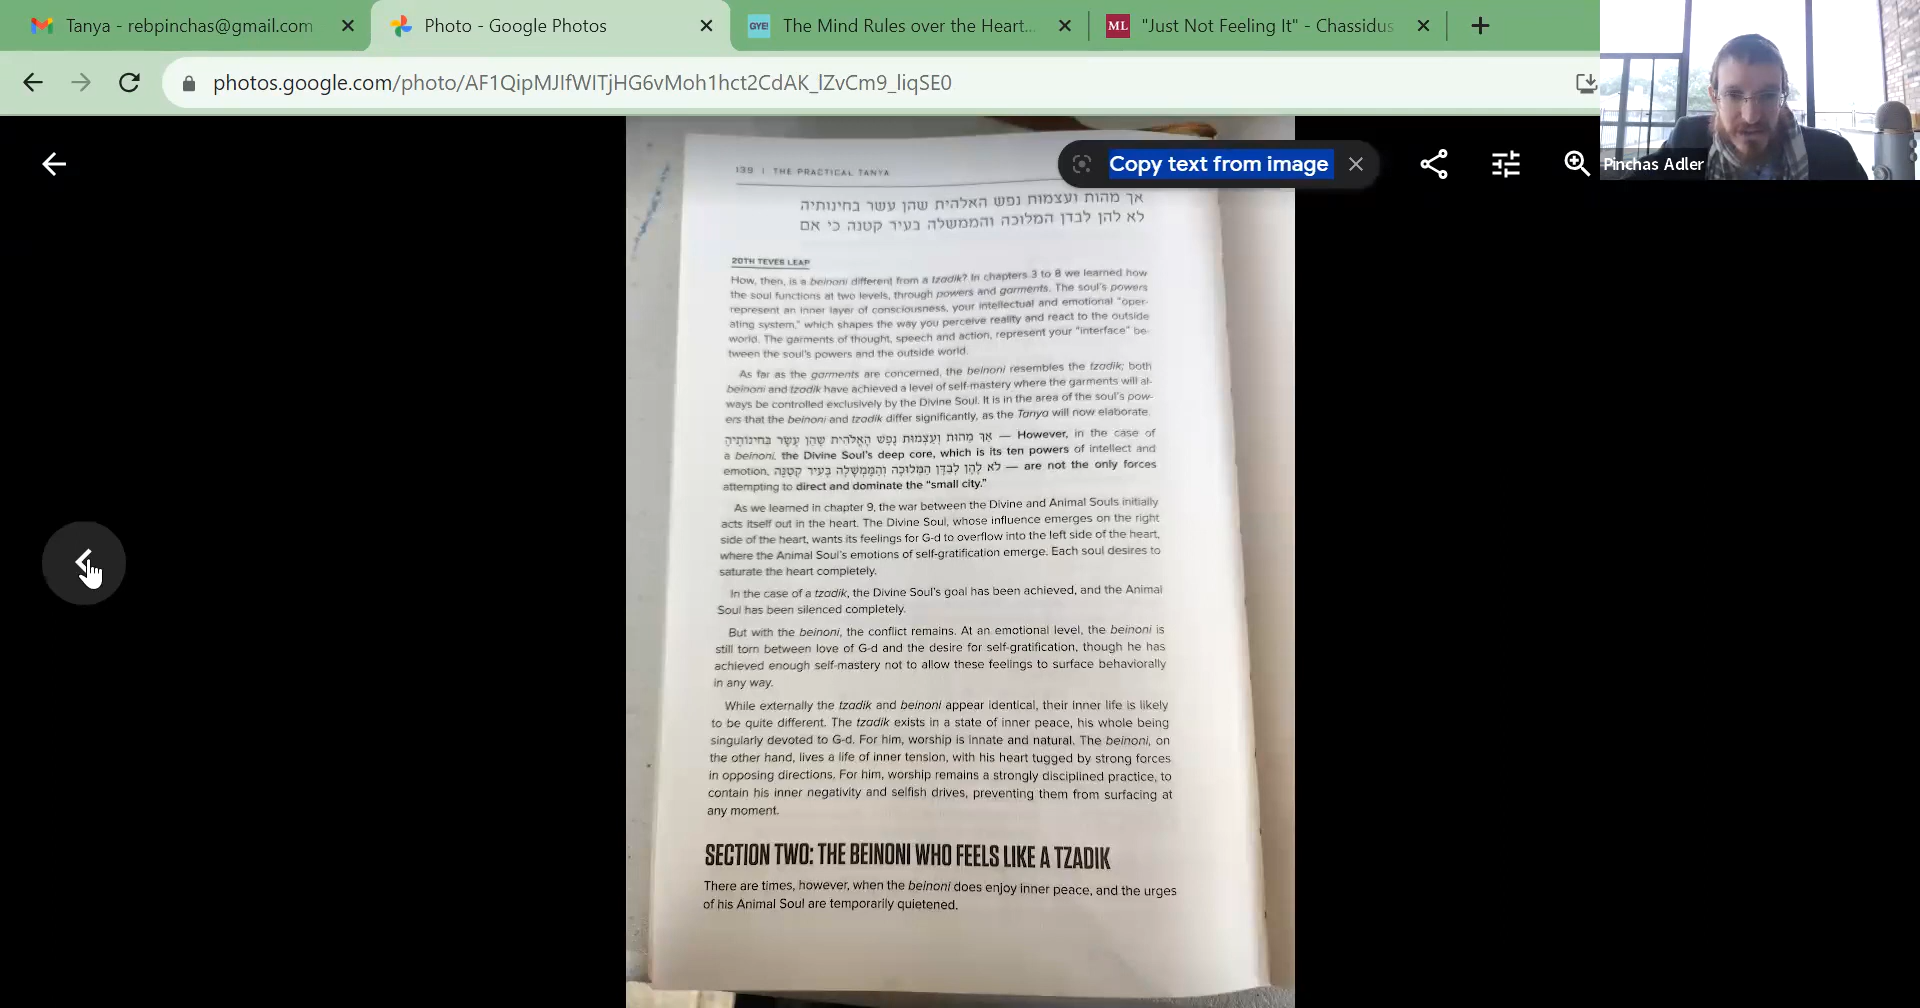 Tanya - rebpinchas@gmail.com
Photo - Google Photos
GYE!
The Mind Rules over the Heart...
ML
"Just Not Feeling It" - Chassidus
photos.google.com/photo/AF1QipMJIfWITjHG6vMoh1hct2CdAK_lZvCm9_liqSE0
Copy text from image
Pinchas Adler
139 | THE PRACTICAL TANYA
אך מהות ועצמות נפש האלהית שהן עשר בחינותיה
לא להן לבדן המלוכה והממשלה בעיר קטנה כי אם
20TH TEVES LEAP
How, then, is a beinoni different from a tzadik? In chapters 3 to 8 we learned how
the soul functions at two levels, through powers and garments. The soul's powers
represent an inner layer of consciousness, your intellectual and emotional "oper-
ating system," which shapes the way you perceive reality and react to the outside
world. The garments of thought, speech and action, represent your "interface" be-
tween the soul's powers and the outside world.
As far as the garments are concerned, the beinoni resembles the tzadik; both
beinoni and tzadik have achieved a level of self-mastery where the garments will al-
ways be controlled exclusively by the Divine Soul. It is in the area of the soul's pow-
ers that the beinoni and tzadik differ significantly, as the Tanya will now elaborate.
אַךְ מַהוּת וְעַצְמוּת נֶפֶשׁ הָאֱלֹהִית שֶׁהֵן עֶשֶׂר בְּחִינוֹתֶיהָ — However, in the case of
a beinoni, the Divine Soul's deep core, which is its ten powers of intellect and
emotion, לֹא לָהֶן לְבַדָּן הַמְּלוּכָה וְהַמֶּמְשָׁלָה בָּעִיר קְטַנָּה — are not the only forces
attempting to direct and dominate the "small city."
As we learned in chapter 9, the war between the Divine and Animal Souls initially
acts itself out in the heart. The Divine Soul, whose influence emerges on the right
side of the heart, wants its feelings for G-d to overflow into the left side of the heart,
where the Animal Soul's emotions of self-gratification emerge. Each soul desires to
saturate the heart completely.
In the case of a tzadik, the Divine Soul's goal has been achieved, and the Animal
Soul has been silenced completely.
But with the beinoni, the conflict remains. At an emotional level, the beinoni is
still torn between love of G-d and the desire for self-gratification, though he has
achieved enough self-mastery not to allow these feelings to surface behaviorally
in any way.
While externally the tzadik and beinoni appear identical, their inner life is likely
to be quite different. The tzadik exists in a state of inner peace, his whole being
singularly devoted to G-d. For him, worship is innate and natural. The beinoni, on
the other hand, lives a life of inner tension, with his heart tugged by strong forces
in opposing directions. For him, worship remains a strongly disciplined practice, to
contain his inner negativity and selfish drives, preventing them from surfacing at
any moment.
SECTION TWO: THE BEINONI WHO FEELS LIKE A TZADIK
There are times, however, when the beinoni does enjoy inner peace, and the urges
of his Animal Soul are temporarily quietened.